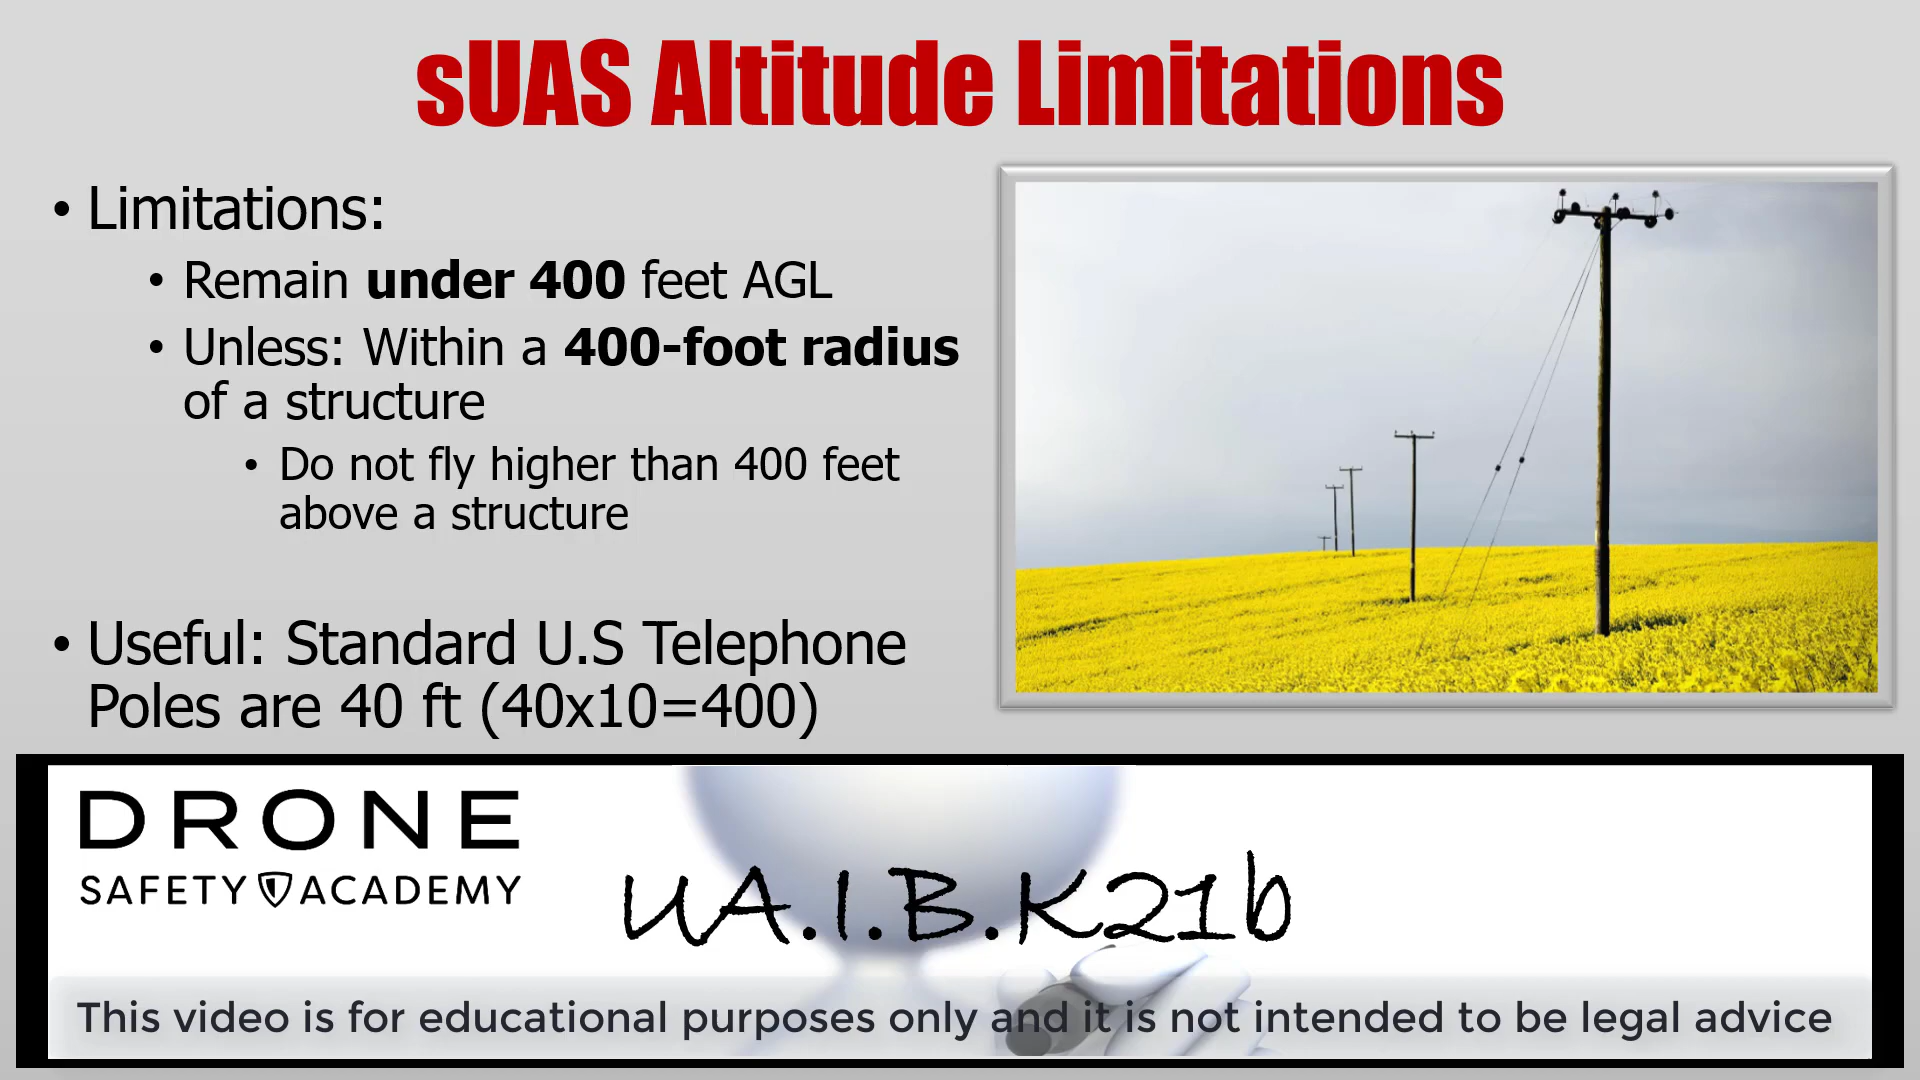 sUAS Altitude Limitations
• Limitations:
• Remain under 400 feet AGL
• Unless: Within a 400-foot radius
of a structure
• Do not fly higher than 400 feet
above a structure
• Useful: Standard U.S Telephone
Poles are 40 ft (40x10=400)
DRONE
SAFETY ACADEMY
UA.I.B.K21b
This video is for educational purposes only and it is not intended to be legal advice